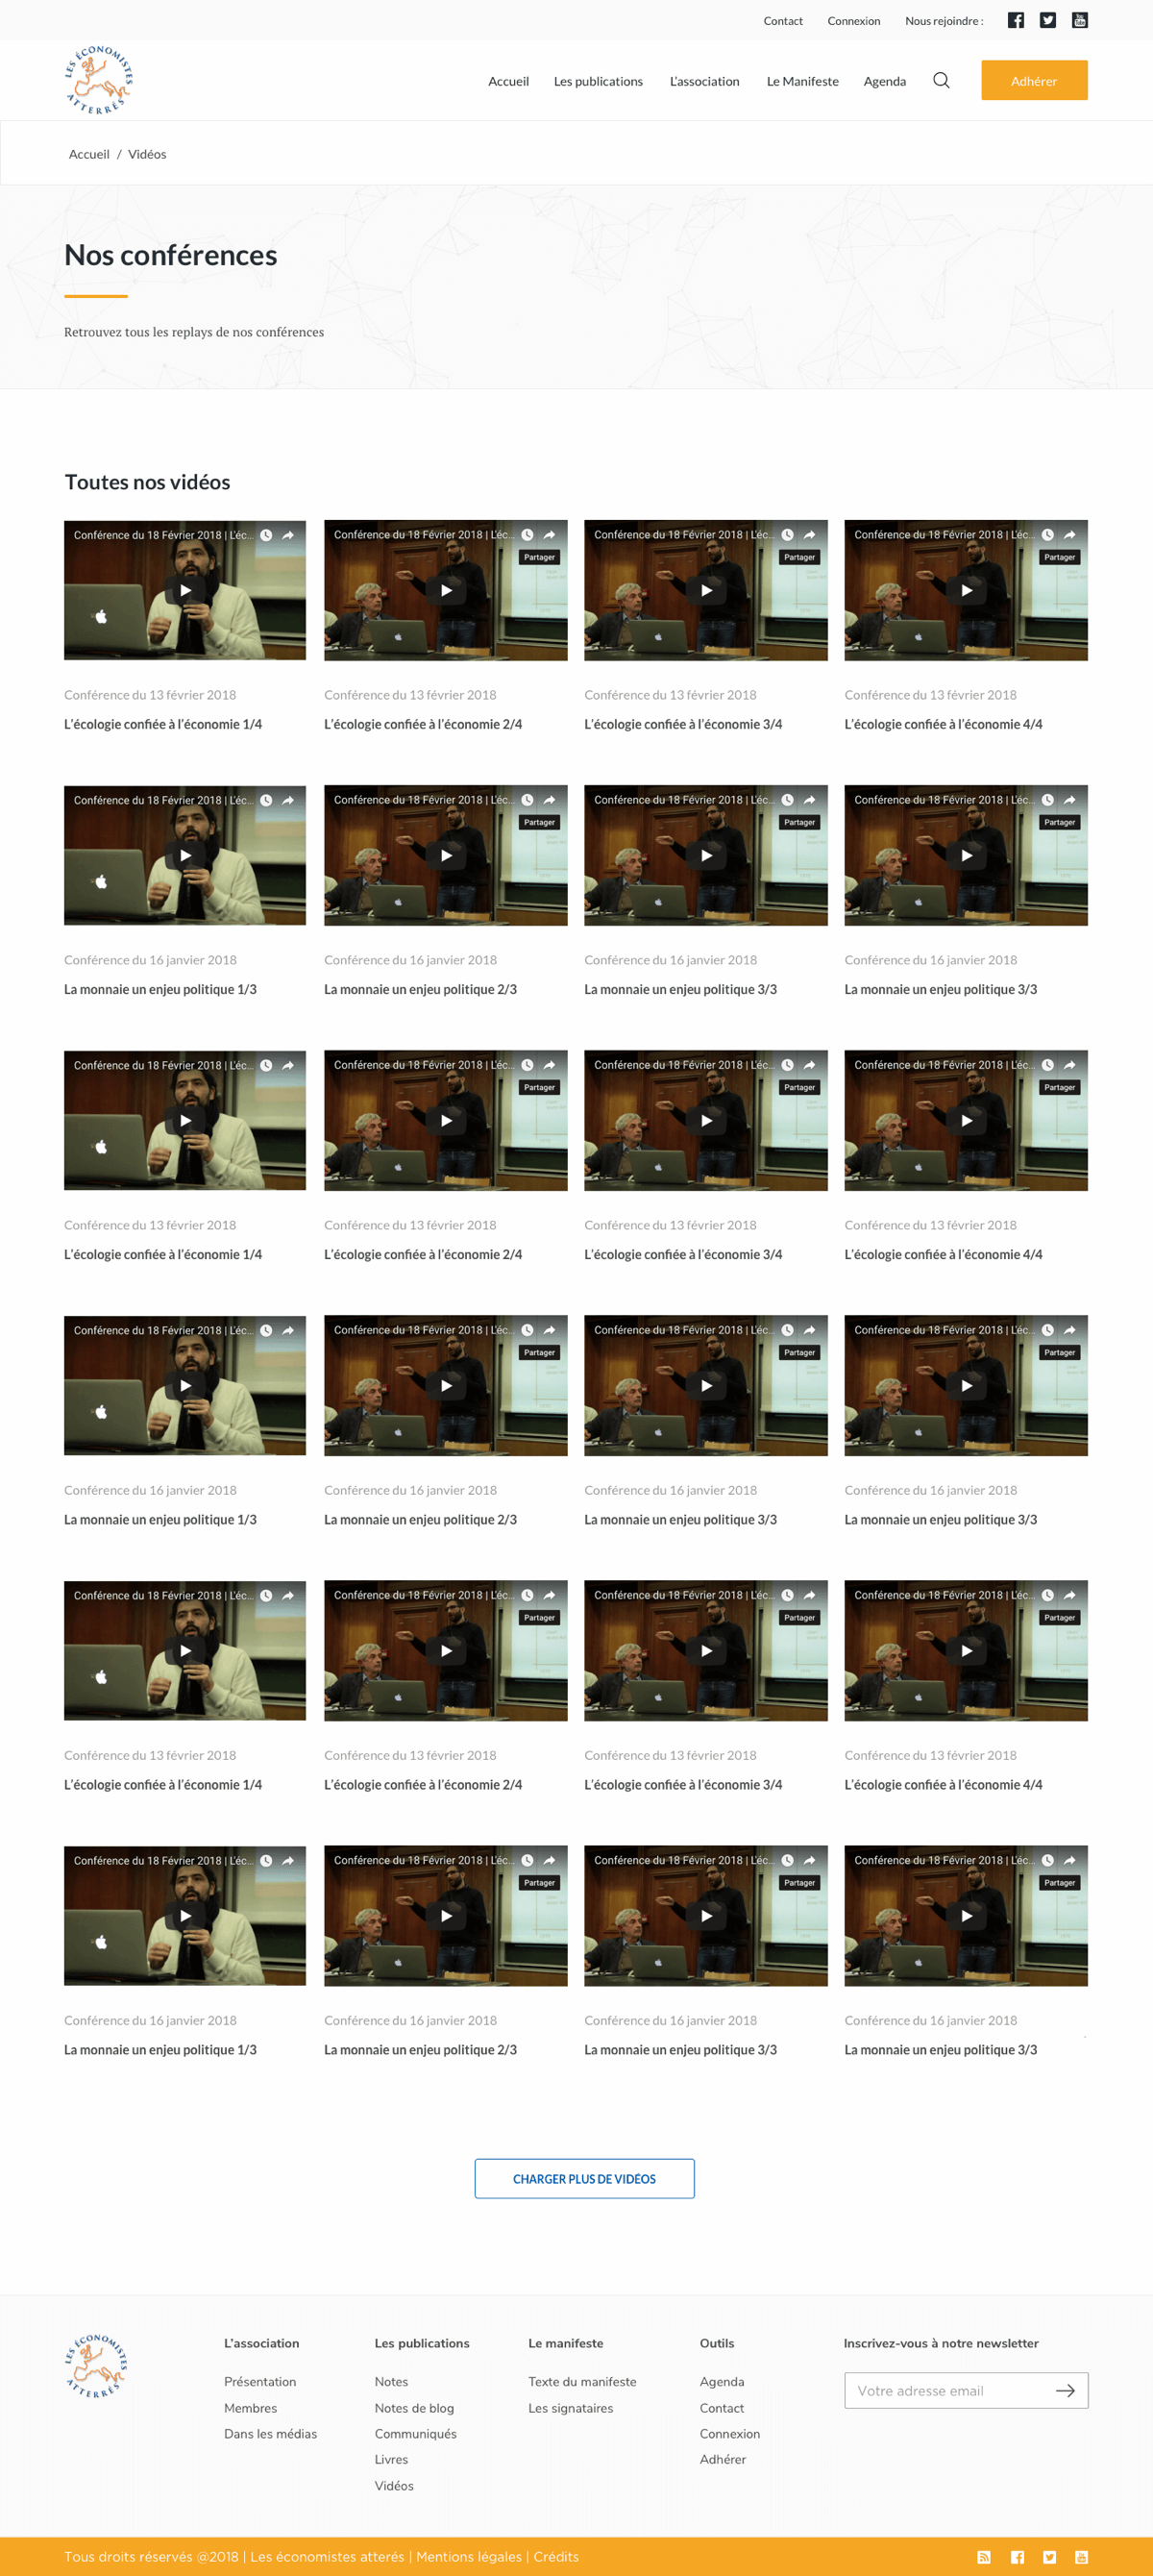 Contact Connexion Nous rejoindre :
LES ÉCONOMISTES ATTERRÉS
Accueil Les publications L'association Le Manifeste Agenda Adhérer
Accueil / Vidéos
Nos conférences
Retrouvez tous les replays de nos conférences
Toutes nos vidéos
Conférence du 18 Février 2018 | L'éc... Conférence du 18 Février 2018 | L'éc... Conférence du 18 Février 2018 | L'éc... Conférence du 18 Février 2018 | L'éc...
Partager Partager Partager
Conférence du 13 février 2018 Conférence du 13 février 2018 Conférence du 13 février 2018 Conférence du 13 février 2018
L'écologie confiée à l'économie 1/4 L'écologie confiée à l'économie 2/4 L'écologie confiée à l'économie 3/4 L'écologie confiée à l'économie 4/4
Conférence du 18 Février 2018 | L'éc... Conférence du 18 Février 2018 | L'éc... Conférence du 18 Février 2018 | L'éc... Conférence du 18 Février 2018 | L'éc...
Partager Partager Partager
Conférence du 16 janvier 2018 Conférence du 16 janvier 2018 Conférence du 16 janvier 2018 Conférence du 16 janvier 2018
La monnaie un enjeu politique 1/3 La monnaie un enjeu politique 2/3 La monnaie un enjeu politique 3/3 La monnaie un enjeu politique 3/3
Conférence du 18 Février 2018 | L'éc... Conférence du 18 Février 2018 | L'éc... Conférence du 18 Février 2018 | L'éc... Conférence du 18 Février 2018 | L'éc...
Partager Partager Partager
Conférence du 13 février 2018 Conférence du 13 février 2018 Conférence du 13 février 2018 Conférence du 13 février 2018
L'écologie confiée à l'économie 1/4 L'écologie confiée à l'économie 2/4 L'écologie confiée à l'économie 3/4 L'écologie confiée à l'économie 4/4
Conférence du 18 Février 2018 | L'éc... Conférence du 18 Février 2018 | L'éc... Conférence du 18 Février 2018 | L'éc... Conférence du 18 Février 2018 | L'éc...
Partager Partager Partager
Conférence du 16 janvier 2018 Conférence du 16 janvier 2018 Conférence du 16 janvier 2018 Conférence du 16 janvier 2018
La monnaie un enjeu politique 1/3 La monnaie un enjeu politique 2/3 La monnaie un enjeu politique 3/3 La monnaie un enjeu politique 3/3
Conférence du 18 Février 2018 | L'éc... Conférence du 18 Février 2018 | L'éc... Conférence du 18 Février 2018 | L'éc... Conférence du 18 Février 2018 | L'éc...
Partager Partager Partager
Conférence du 13 février 2018 Conférence du 13 février 2018 Conférence du 13 février 2018 Conférence du 13 février 2018
L'écologie confiée à l'économie 1/4 L'écologie confiée à l'économie 2/4 L'écologie confiée à l'économie 3/4 L'écologie confiée à l'économie 4/4
Conférence du 18 Février 2018 | L'éc... Conférence du 18 Février 2018 | L'éc... Conférence du 18 Février 2018 | L'éc... Conférence du 18 Février 2018 | L'éc...
Partager Partager Partager
Conférence du 16 janvier 2018 Conférence du 16 janvier 2018 Conférence du 16 janvier 2018 Conférence du 16 janvier 2018
La monnaie un enjeu politique 1/3 La monnaie un enjeu politique 2/3 La monnaie un enjeu politique 3/3 La monnaie un enjeu politique 3/3
CHARGER PLUS DE VIDÉOS
LES ÉCONOMISTES ATTERRÉS
L'association Les publications Le manifeste Outils Inscrivez-vous à notre newsletter
Présentation Notes Texte du manifeste Agenda Votre adresse email
Membres Notes de blog Les signataires Contact
Dans les médias Communiqués Connexion
Livres Adhérer
Vidéos
Tous droits réservés @2018 | Les économistes atterés | Mentions légales | Crédits